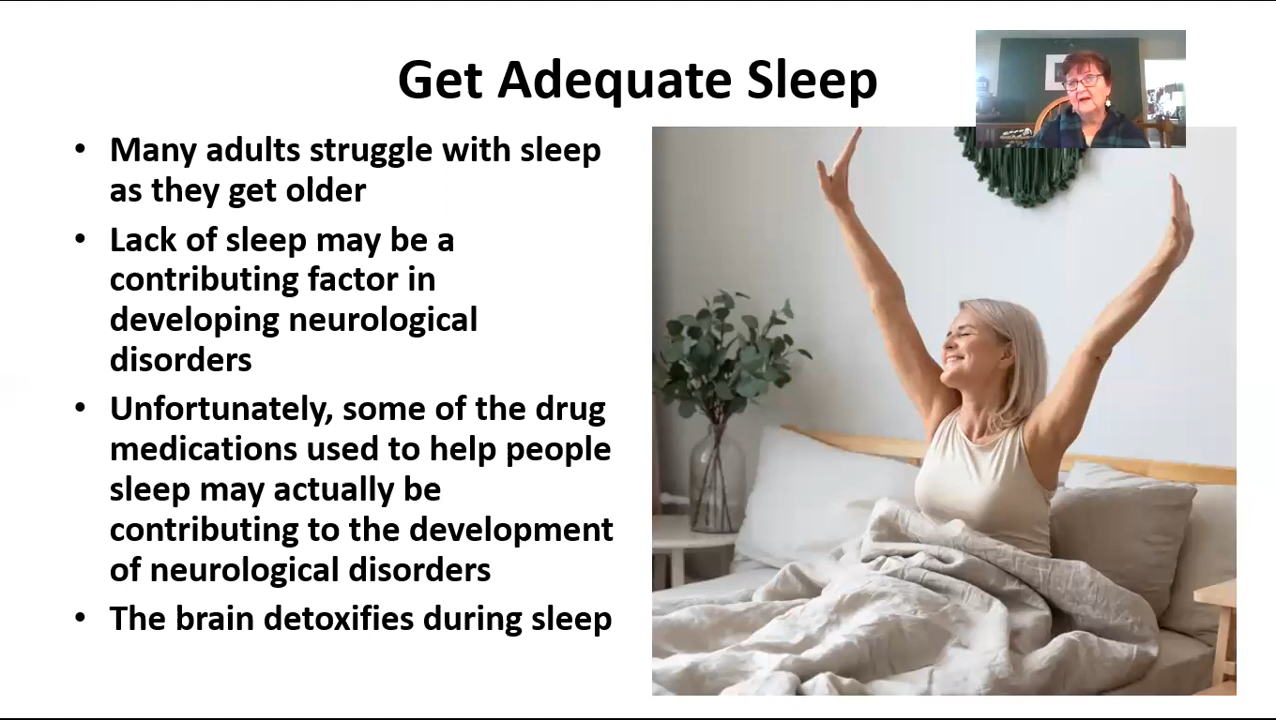 Get Adequate Sleep
• Many adults struggle with sleep
as they get older
• Lack of sleep may be a
contributing factor in
developing neurological
disorders
• Unfortunately, some of the drug
medications used to help people
sleep may actually be
contributing to the development
of neurological disorders
• The brain detoxifies during sleep